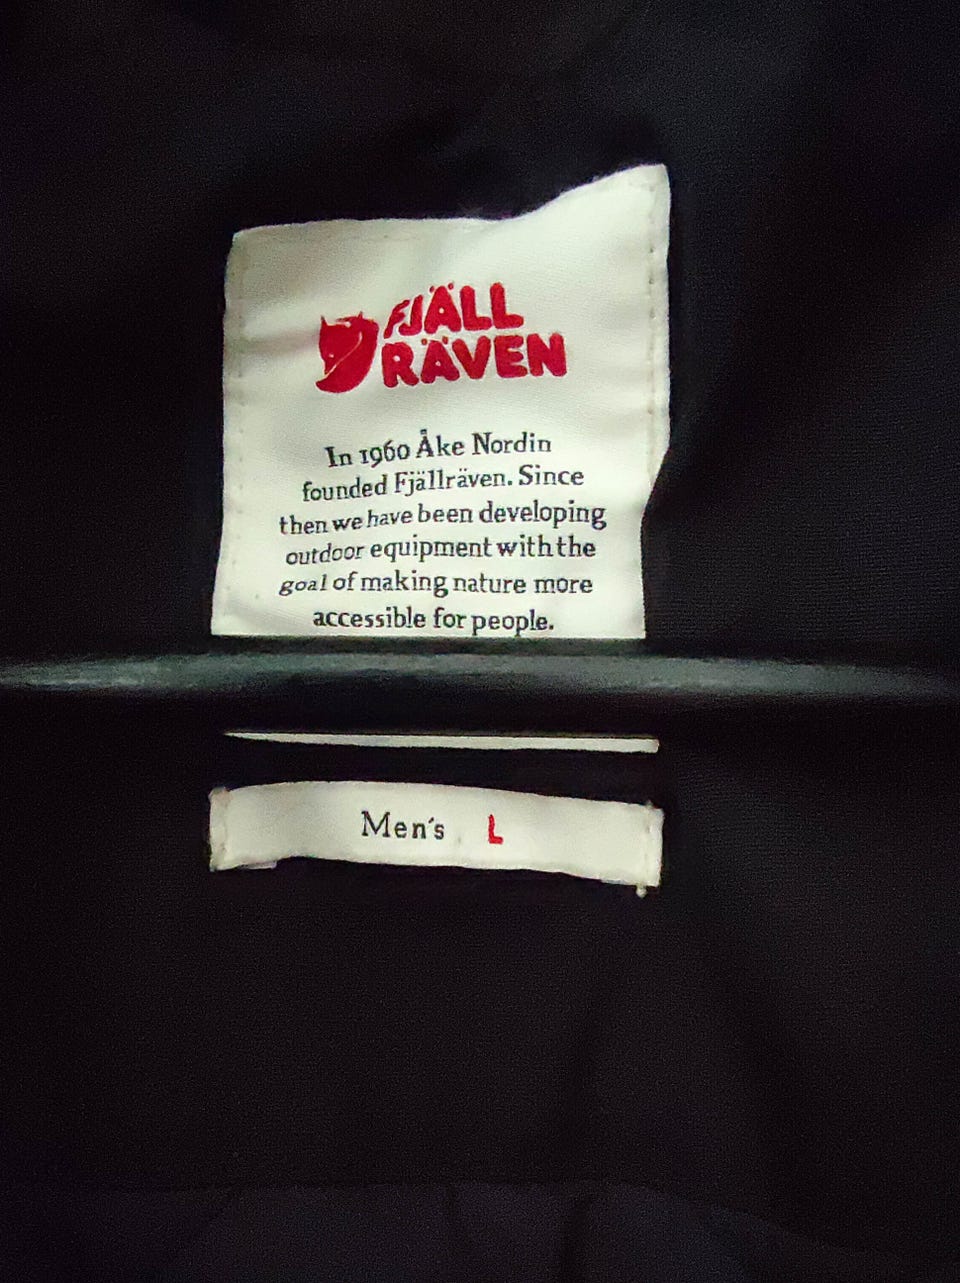 FJÄLL
RÄVEN
In 1960 Åke Nordin
founded Fjällräven. Since
then we have been developing
outdoor equipment with the
goal of making nature more
accessible for people.
Men's L